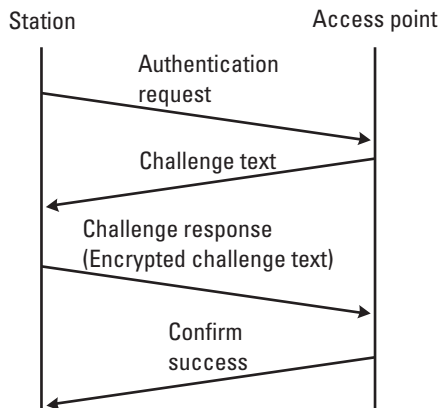 Station
Access point
Authentication
request
Challenge text
Challenge response
(Encrypted challenge text)
Confirm
success